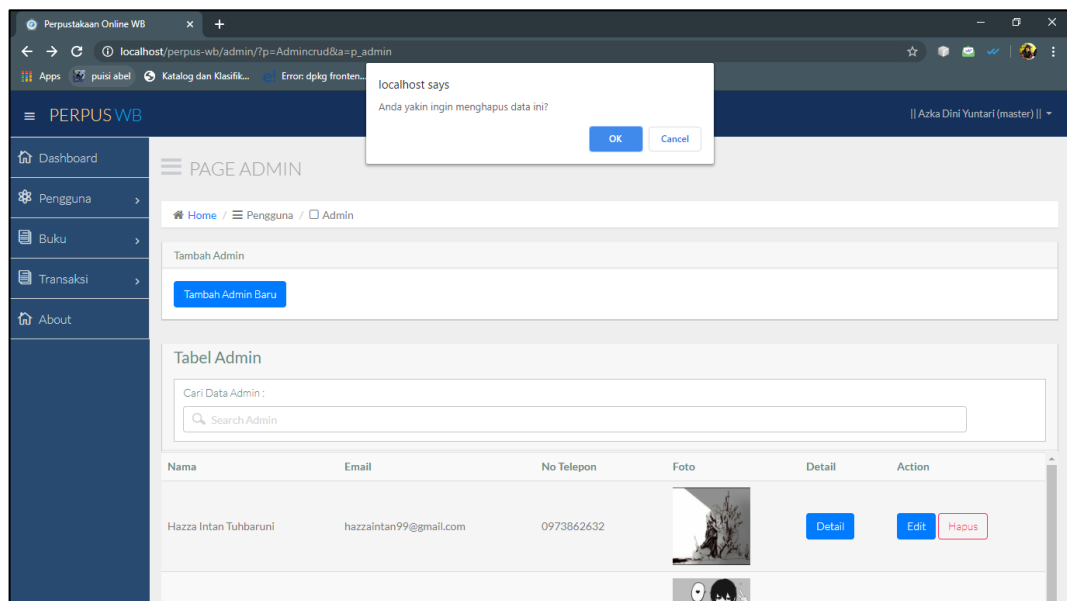 Perpustakaan Online WB
localhost/perpus-wb/admin/?p=Admincrud&a=p_admin
Apps puisi abel Katalog dan Klasifik... Error: dpkg fronten...
localhost says
Anda yakin ingin menghapus data ini?
OK Cancel
PERPUS WB
|| Azka Dini Yuntari (master) ||
Dashboard
Pengguna
Buku
Transaksi
About
PAGE ADMIN
Home / Pengguna / Admin
Tambah Admin
Tambah Admin Baru
Tabel Admin
Cari Data Admin :
Search Admin
Nama Email No Telepon Foto Detail Action
Hazza Intan Tuhbaruni hazzaintan99@gmail.com 0973862632 Detail Edit Hapus